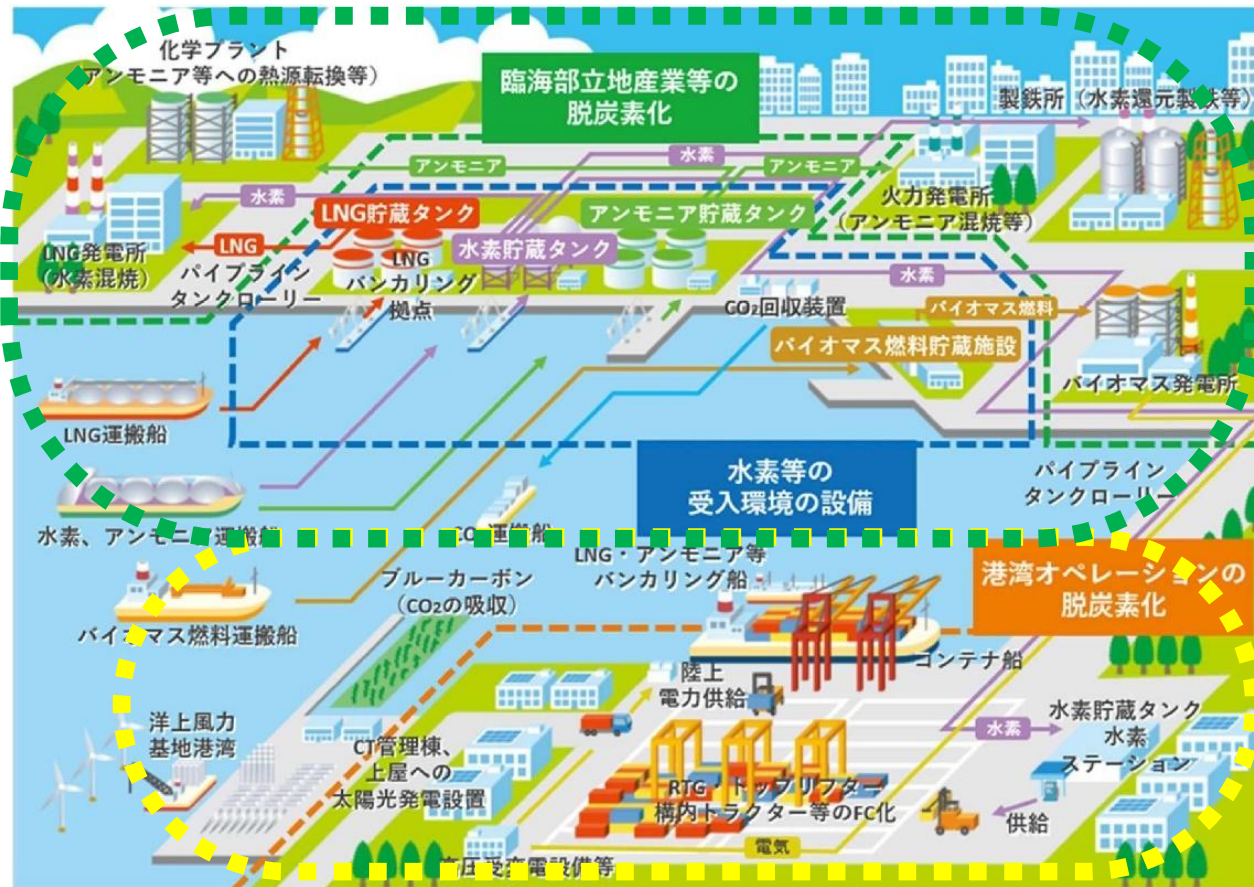 化学プラント
（アンモニア等への熱源転換等）
臨海部立地産業等の
脱炭素化
製鉄所（水素還元製鉄等）
水素
アンモニア
アンモニア
水素
火力発電所
（アンモニア混焼等）
LNG貯蔵タンク
アンモニア貯蔵タンク
LNG
水素貯蔵タンク
LNG発電所
（水素混焼）
パイプライン
タンクローリー
LNG
バンカリング
拠点
水素
CO₂回収装置
バイオマス燃料
バイオマス燃料貯蔵施設
バイオマス発電所
LNG運搬船
水素等の
受入環境の設備
パイプライン
タンクローリー
水素、アンモニア運搬船
CO₂運搬船
LNG・アンモニア等
バンカリング船
港湾オペレーションの
脱炭素化
ブルーカーボン
（CO₂の吸収）
バイオマス燃料運搬船
コンテナ船
陸上
電力供給
洋上風力
基地港湾
CT管理棟、
上屋への
太陽光発電設置
水素
水素貯蔵タンク
水素
ステーション
RTG・トップリフター
構内トラクター等のFC化
供給
電気
高圧受変電設備等